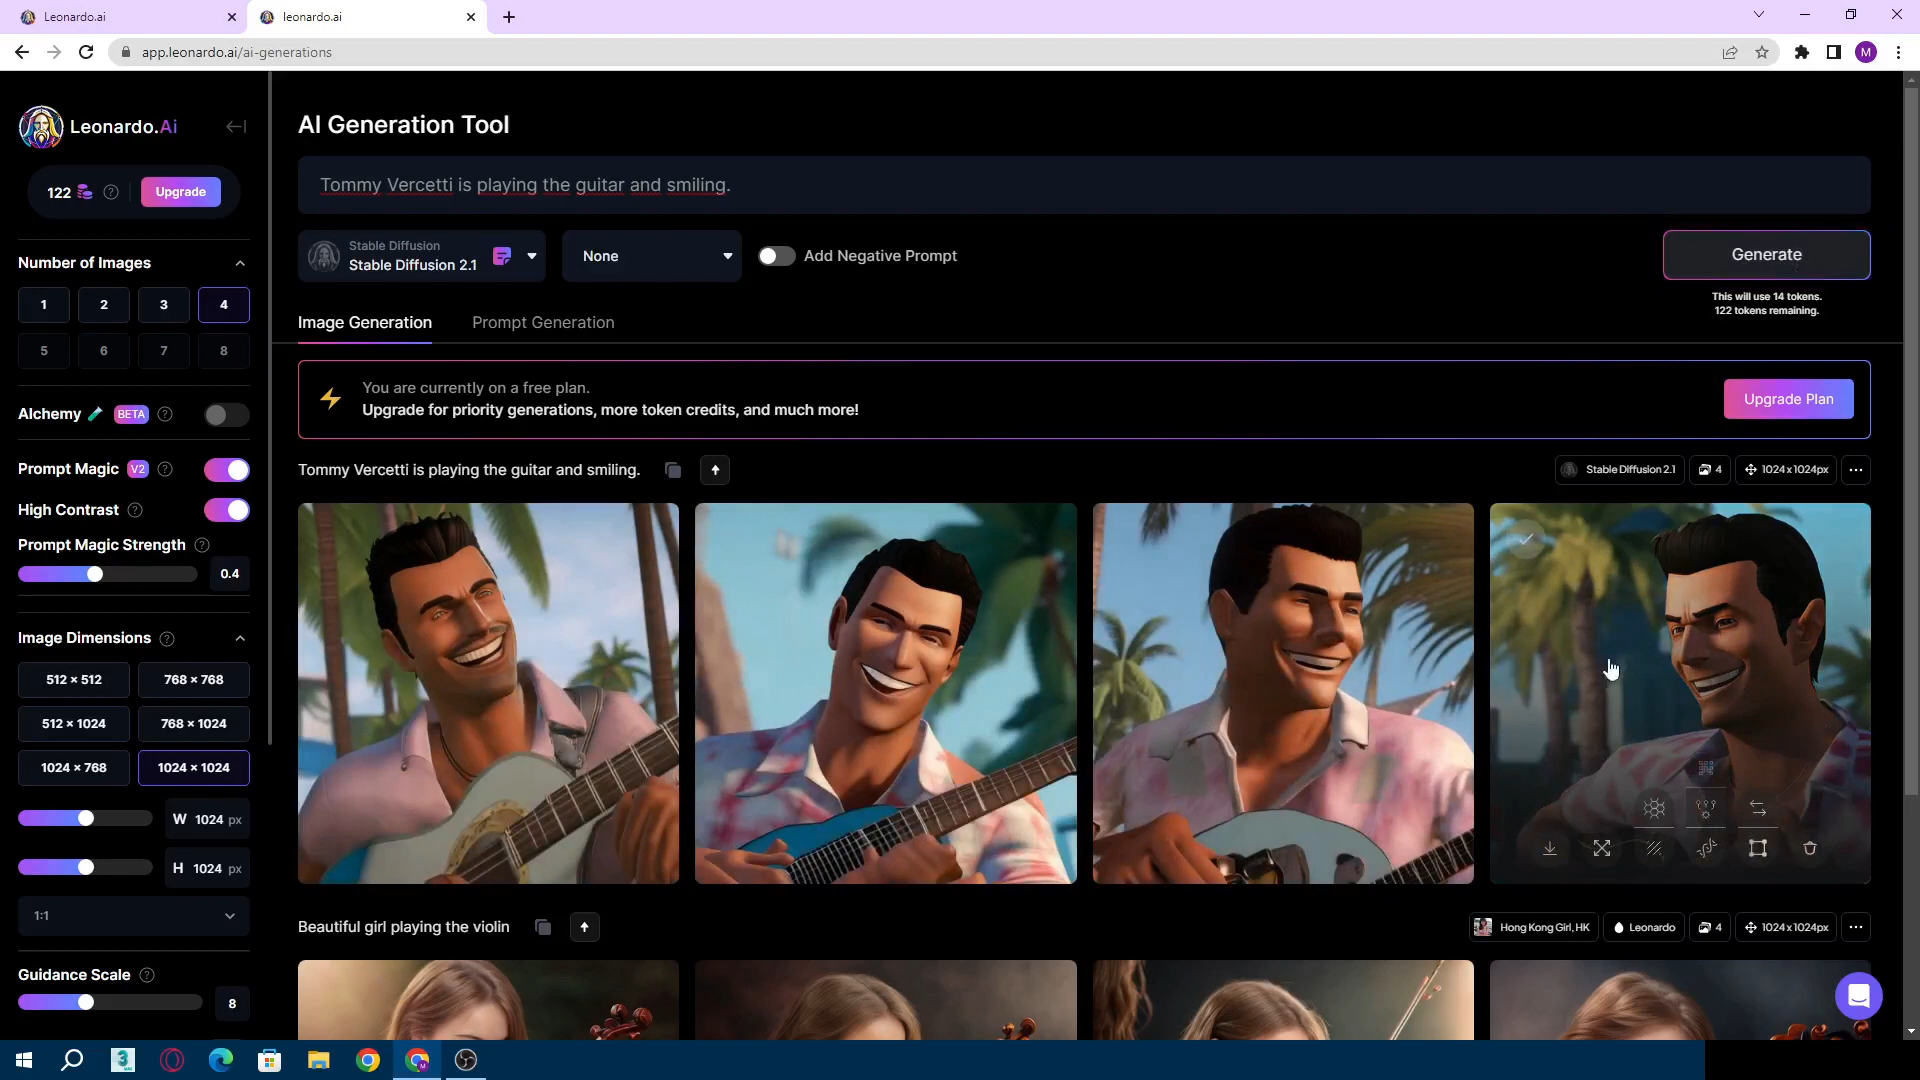 Leonardo.ai
leonardo.ai
app.leonardo.ai/ai-generations
M
Leonardo.Ai
122
Upgrade
Number of Images
1 2 3 4
5 6 7 8
Alchemy BETA
Prompt Magic V2
High Contrast
Prompt Magic Strength
0.4
Image Dimensions
512 × 512 768 × 768
512 × 1024 768 × 1024
1024 × 768 1024 × 1024
W 1024 px
H 1024 px
1:1
Guidance Scale
8
AI Generation Tool
Tommy Vercetti is playing the guitar and smiling.
Stable Diffusion
Stable Diffusion 2.1
None
Add Negative Prompt
Generate
This will use 14 tokens.
122 tokens remaining.
Image Generation Prompt Generation
You are currently on a free plan.
Upgrade for priority generations, more token credits, and much more!
Upgrade Plan
Tommy Vercetti is playing the guitar and smiling.
Stable Diffusion 2.1 4 1024x1024px
Beautiful girl playing the violin
Hong Kong Girl, HK Leonardo 4 1024x1024px